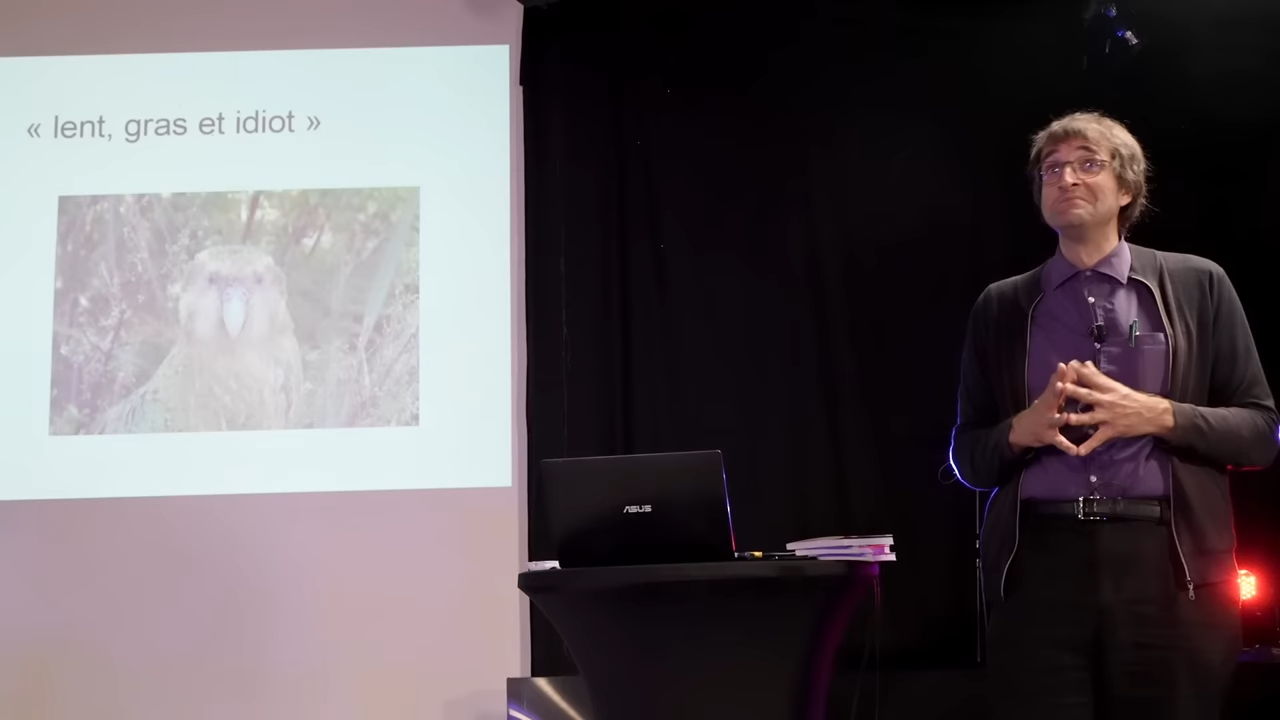 « lent, gras et idiot »
ASUS